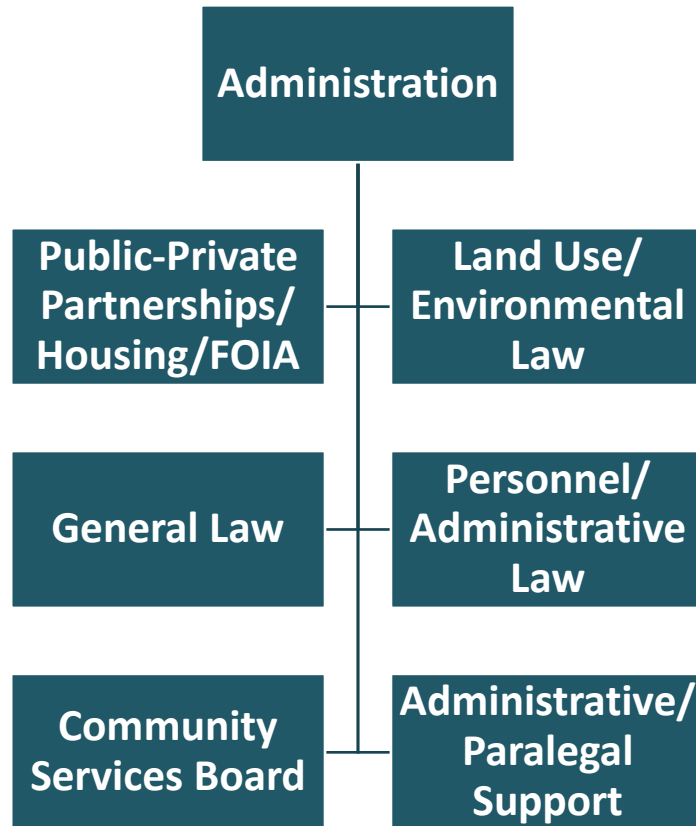 Administration
Public-Private
Partnerships/
Housing/FOIA
Land Use/
Environmental
Law
General Law
Personnel/
Administrative
Law
Community
Services Board
Administrative/
Paralegal
Support